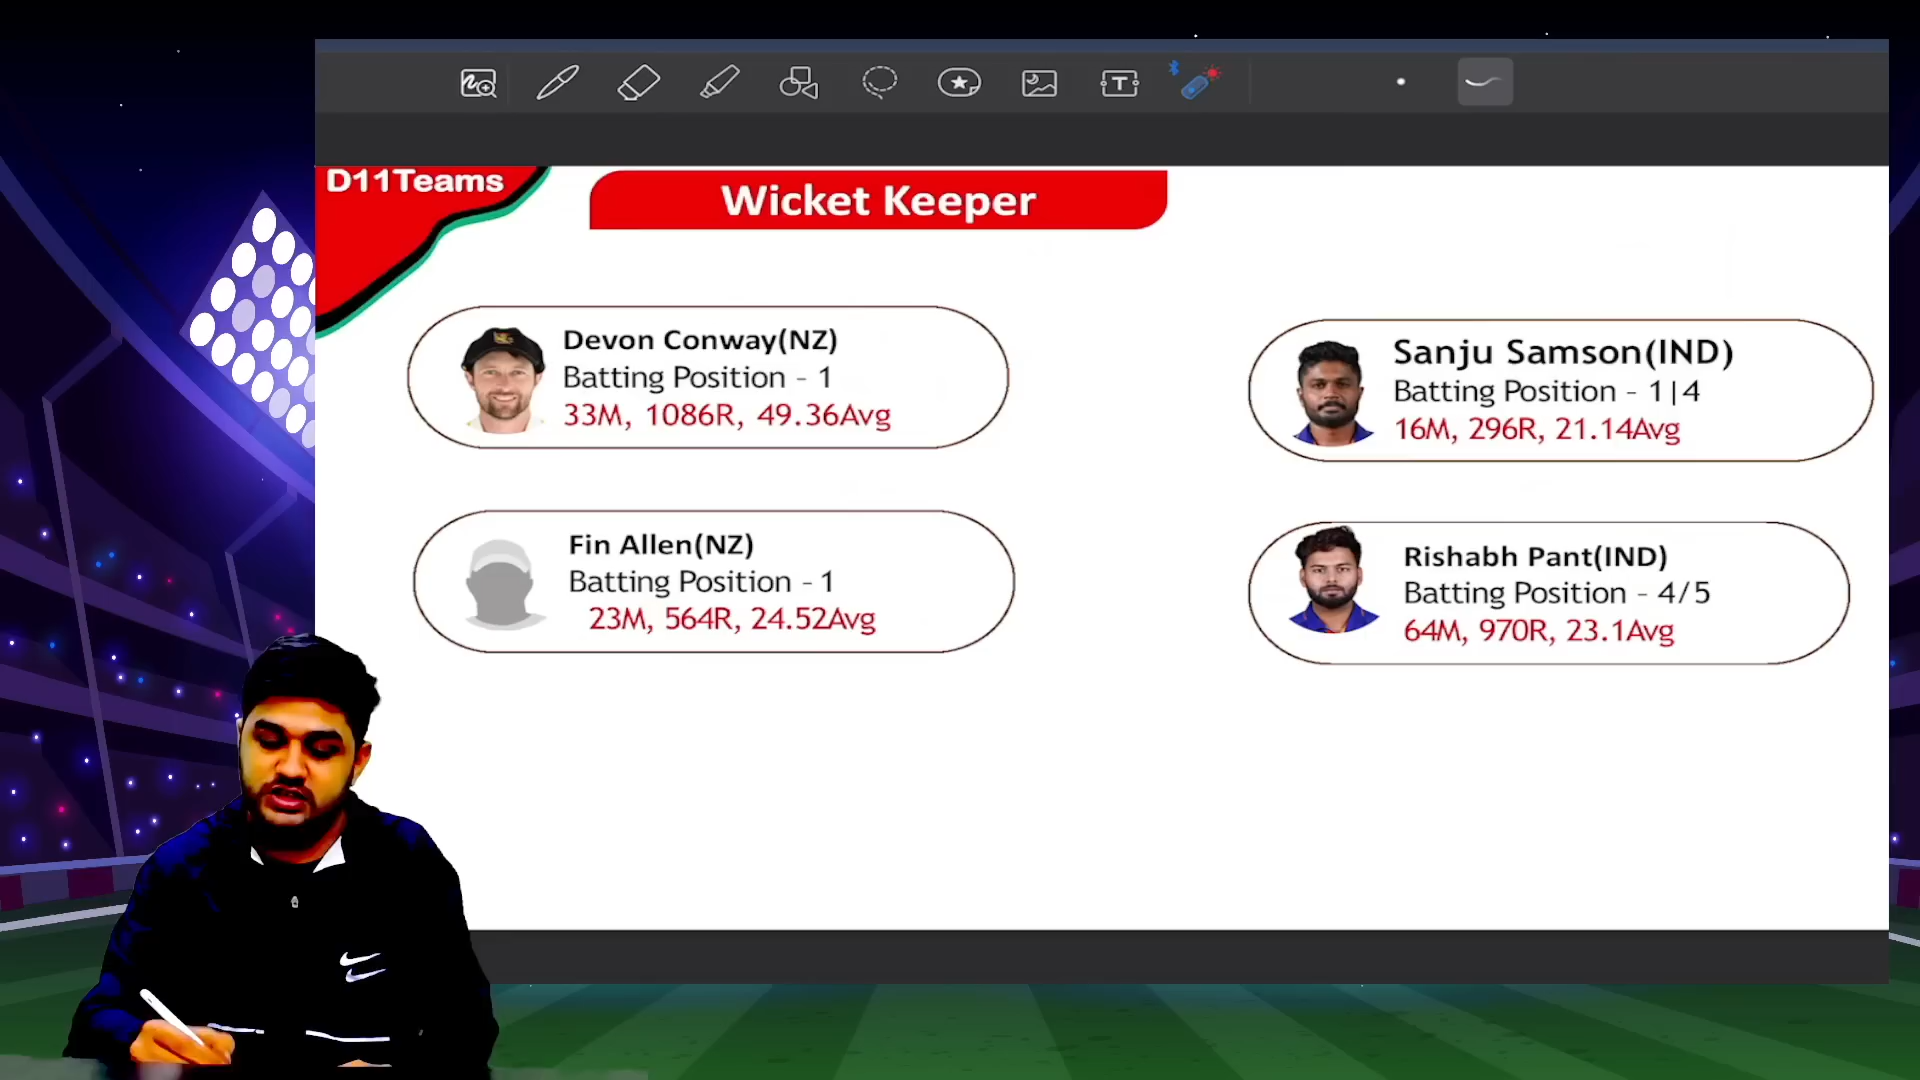 D11Teams
Wicket Keeper
Devon Conway(NZ)
Batting Position - 1
33M, 1086R, 49.36Avg
Sanju Samson(IND)
Batting Position - 1|4
16M, 296R, 21.14Avg
Fin Allen(NZ)
Batting Position - 1
23M, 564R, 24.52Avg
Rishabh Pant(IND)
Batting Position - 4/5
64M, 970R, 23.1Avg